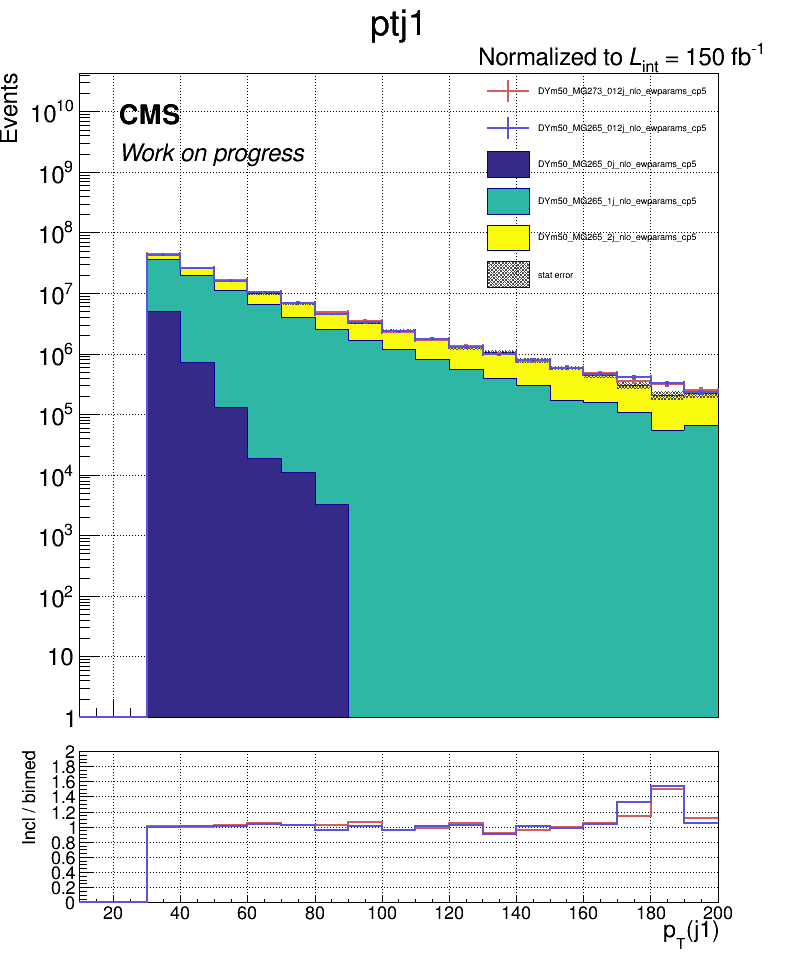 ptj1
Normalized to L_int = 150 fb^-1
Events
CMS
Work on progress
DYm50_MG273_012j_nlo_ewparams_cp5
DYm50_MG265_012j_nlo_ewparams_cp5
DYm50_MG265_0j_nlo_ewparams_cp5
DYm50_MG265_1j_nlo_ewparams_cp5
DYm50_MG265_2j_nlo_ewparams_cp5
stat error
10^10
10^9
10^8
10^7
10^6
10^5
10^4
10^3
10^2
10
1
Incl / binned
2
1.8
1.6
1.4
1.2
1
0.8
0.6
0.4
0.2
0
20 40 60 80 100 120 140 160 180 200
p_T(j1)